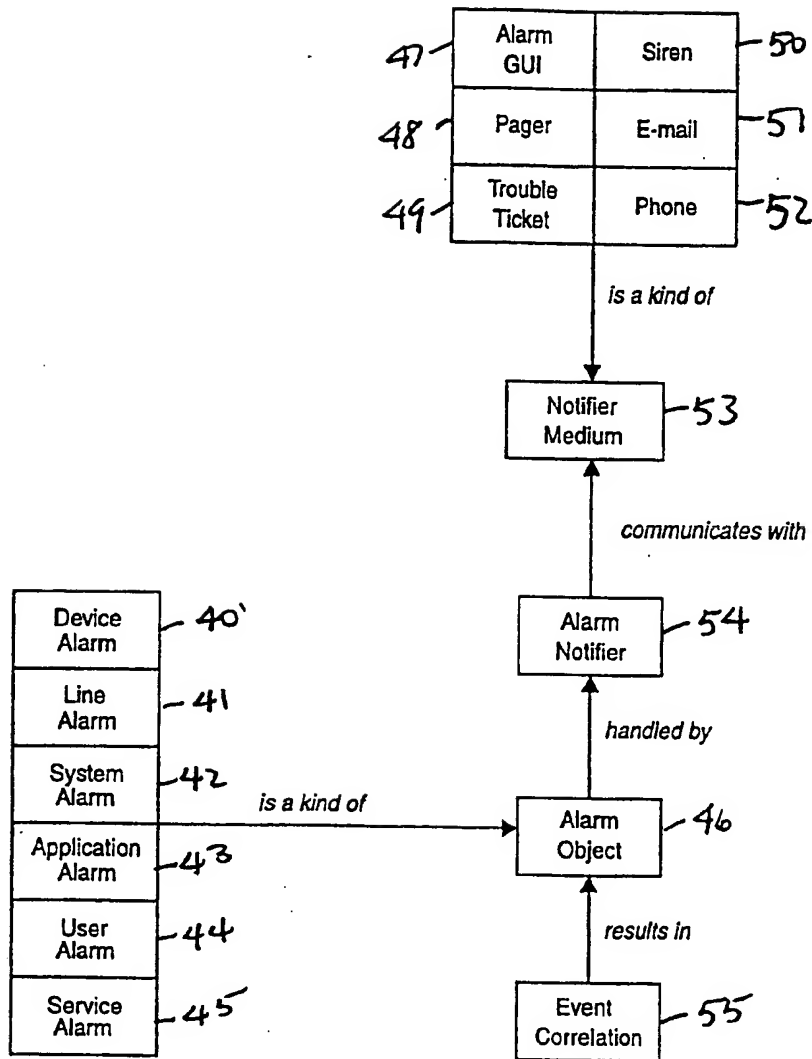 47 Alarm GUI Siren 50
48 Pager E-mail 51
49 Trouble Ticket Phone 52
is a kind of
Notifier Medium 53
communicates with
Alarm Notifier 54
handled by
Device Alarm 40'
Line Alarm 41
System Alarm 42
is a kind of
Application Alarm 43
User Alarm 44
Service Alarm 45
Alarm Object 46
results in
Event Correlation 55